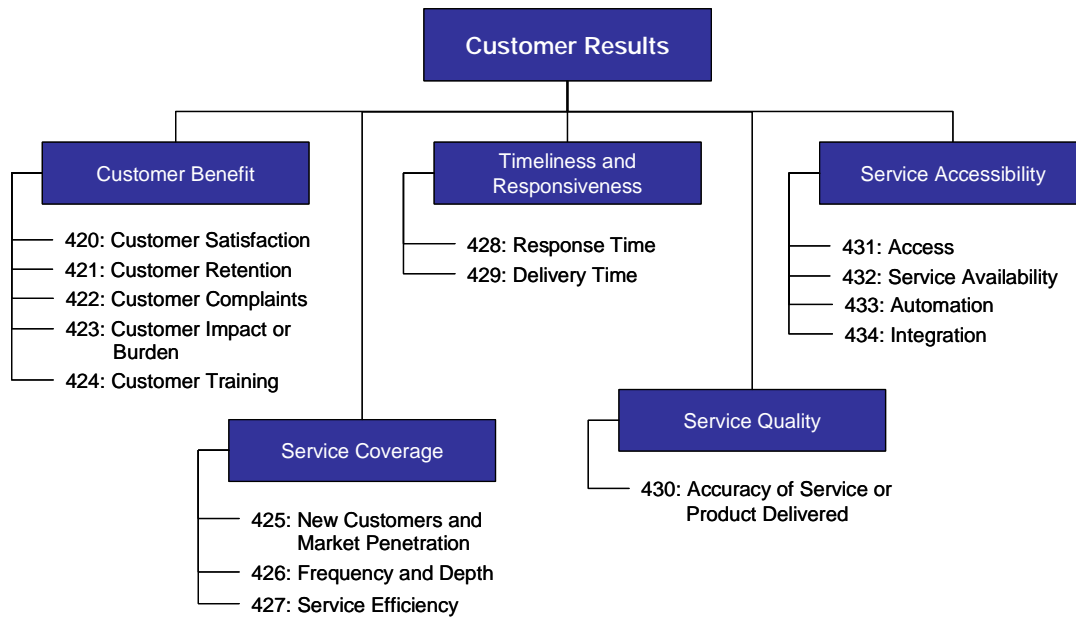 Customer Results
Customer Benefit
420: Customer Satisfaction
421: Customer Retention
422: Customer Complaints
423: Customer Impact or
Burden
424: Customer Training
Service Coverage
425: New Customers and
Market Penetration
426: Frequency and Depth
427: Service Efficiency
Timeliness and
Responsiveness
428: Response Time
429: Delivery Time
Service Quality
430: Accuracy of Service or
Product Delivered
Service Accessibility
431: Access
432: Service Availability
433: Automation
434: Integration